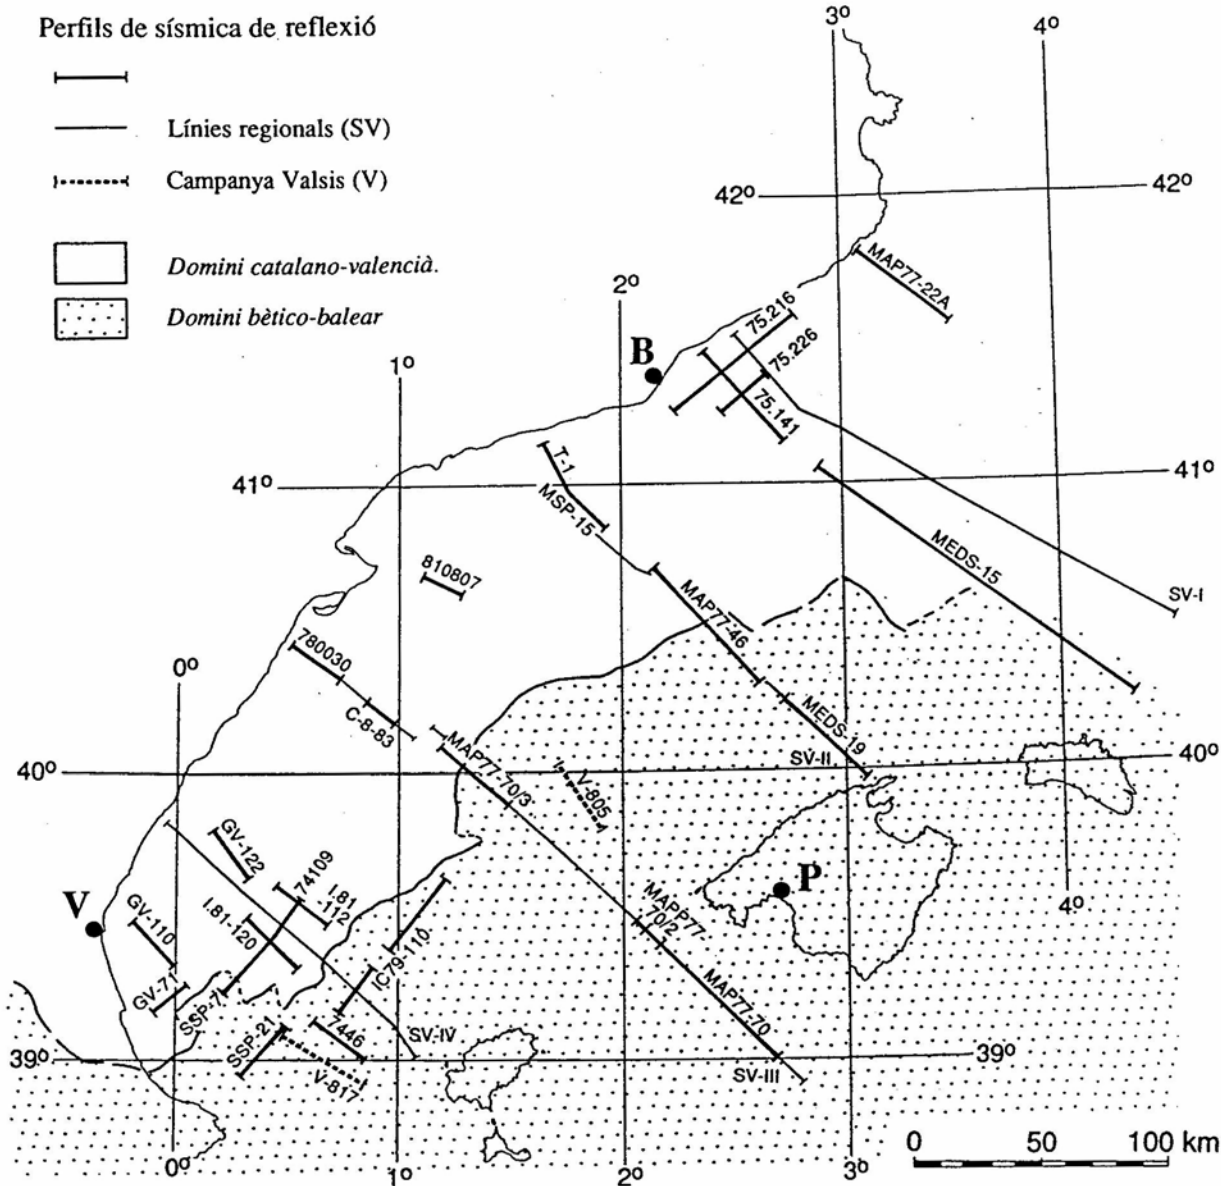 Perfils de sísmica de reflexió
Línies regionals (SV)
Campanya Valsis (V)
Domini catalano-valencià.
Domini bètico-balear
3º
4º
42º
42º
MAP77-22A
2º
75.216
75.226
75.141
B
1º
41º
41º
T-1
MSP-15
MEDS-15
810807
SV-I
MAP77-46
780030
0º
C-8-83
MEDS-19
SV-II
40º
40º
MAP77-70/3
V-805
GV-122
74109
I.81
112
P
V
GV-110
I.81-120
4º
MAPP77-
70/2
IC79-110
GV-71
SSP-7
MAP77-70
SSP-21
7446
SV-IV
39º
39º
V-817
SV-III
0º
1º
2º
3º
0 50 100 km